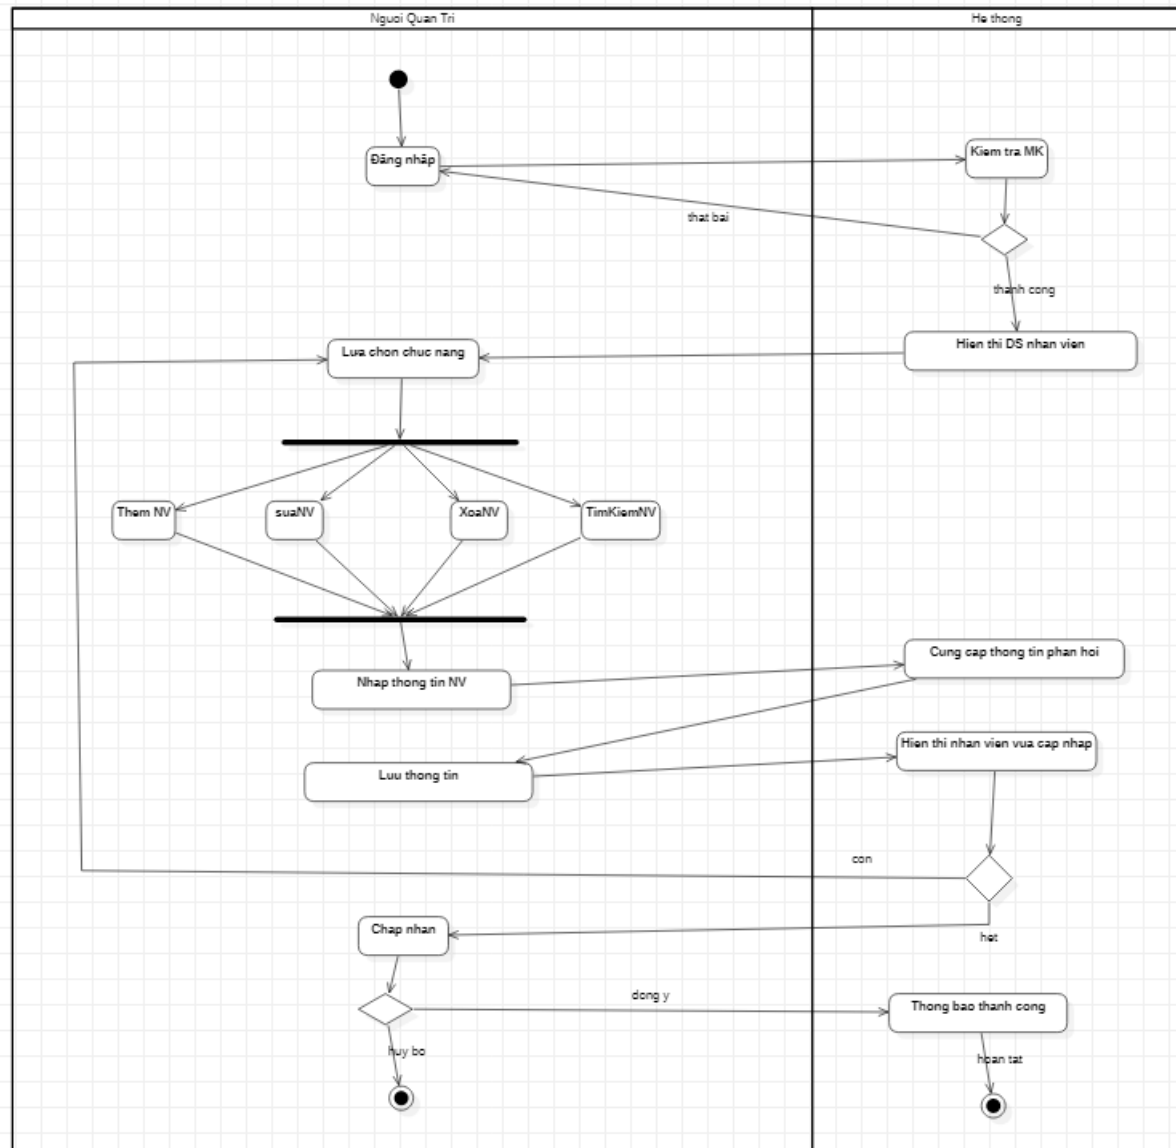 Nguoi Quan Tri
He thong
Đăng nhập
Kiem tra MK
that bai
thanh cong
Lưa chon chuc nang
Hien thi DS nhan vien
Them NV
suaNV
XoaNV
TimKiemNV
Nhap thong tin NV
Cung cap thong tin phan hoi
Hien thi nhan vien vua cap nhap
Luu thong tin
con
Chap nhan
het
dong y
Thong bao thanh cong
huy bo
hoan tat